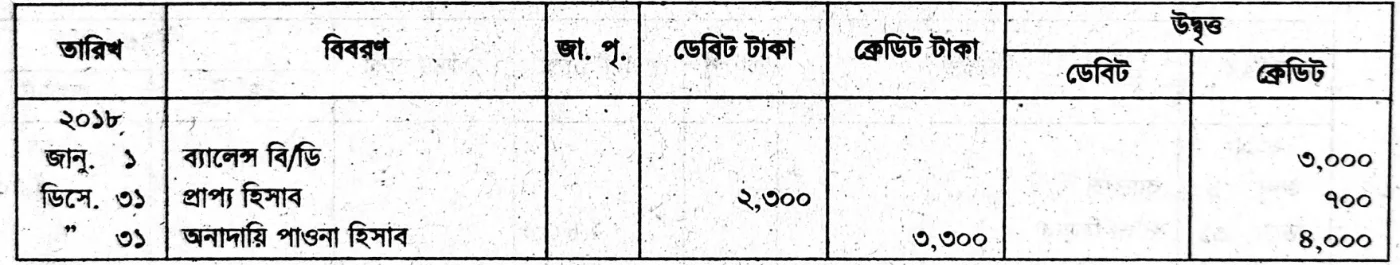 তারিখ বিবরণ জা. পৃ. ডেবিট টাকা ক্রেডিট টাকা উদ্বৃত্ত
ডেবিট ক্রেডিট
২০১৮
জানু. ১ ব্যালেন্স বি/ডি ৩,০০০
ডিসে. ৩১ প্রাপ্য হিসাব ২,৩০০ ৭০০
” ৩১ অনাদায়ি পাওনা হিসাব ৩,৩০০ ৪,০০০